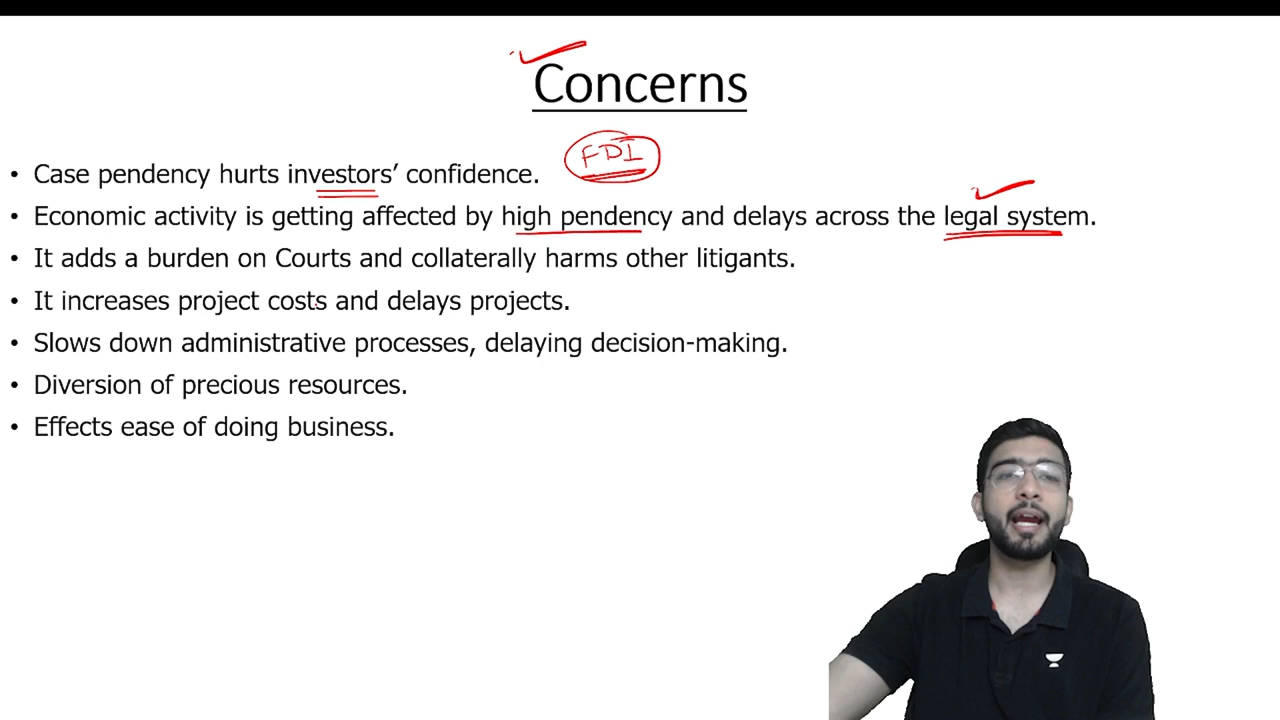 Concerns
FDI
• Case pendency hurts investors’ confidence.
• Economic activity is getting affected by high pendency and delays across the legal system.
• It adds a burden on Courts and collaterally harms other litigants.
• It increases project costs and delays projects.
• Slows down administrative processes, delaying decision-making.
• Diversion of precious resources.
• Effects ease of doing business.